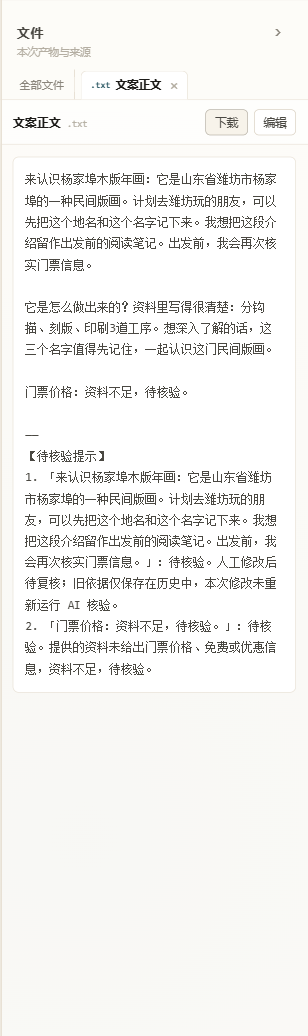 文件
本次产物与来源
全部文件
.txt 文案正文 ×
文案正文 .txt
下载
编辑
来认识杨家埠木版年画：它是山东省潍坊市杨家
埠的一种民间版画。计划去潍坊玩的朋友，可以
先把这个地名和这个名字记下来。我想把这段介
绍留作出发前的阅读笔记。出发前，我会再次核
实门票信息。
它是怎么做出来的？资料里写得很清楚：分钩
描、刻版、印刷3道工序。想深入了解的话，这
三个名字值得先记住，一起认识这门民间版画。
门票价格：资料不足，待核验。
——
【待核验提示】
1. 「来认识杨家埠木版年画：它是山东省潍坊
市杨家埠的一种民间版画。计划去潍坊玩的朋
友，可以先把这个地名和这个名字记下来。我想
把这段介绍留作出发前的阅读笔记。出发前，我
会再次核实门票信息。」：待核验。人工修改后
待复核；旧依据仅保存在历史中，本次修改未重
新运行 AI 核验。
2. 「门票价格：资料不足，待核验。」：待核
验。提供的资料未给出门票价格、免费或优惠信
息，资料不足，待核验。